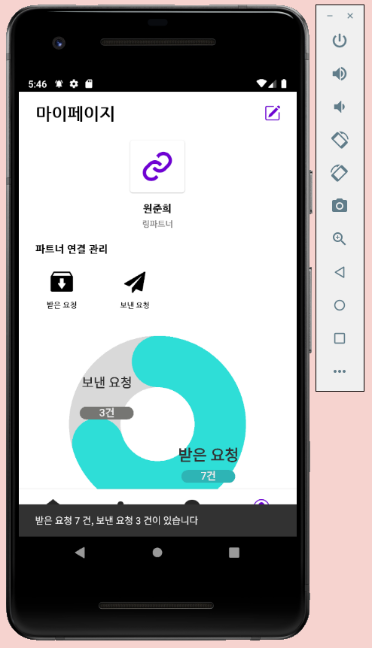 5:46
마이페이지
원준희
림파트너
파트너 연결 관리
받은 요청
보낸 요청
보낸 요청
3건
받은 요청
7건
받은 요청 7 건, 보낸 요청 3 건이 있습니다